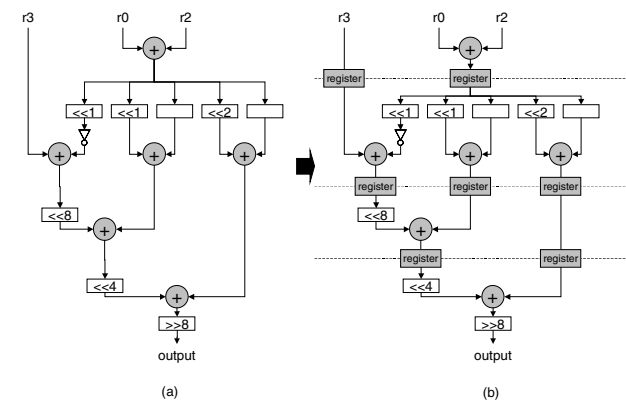 r3 r0 r2 r3 r0 r2
+ +
register register
<<1 <<1 <<2 <<1 <<1 <<2
+ + + + + +
register register register
<<8 <<8
+ +
register register
<<4 <<4
+ +
>>8 >>8
output output
(a) (b)